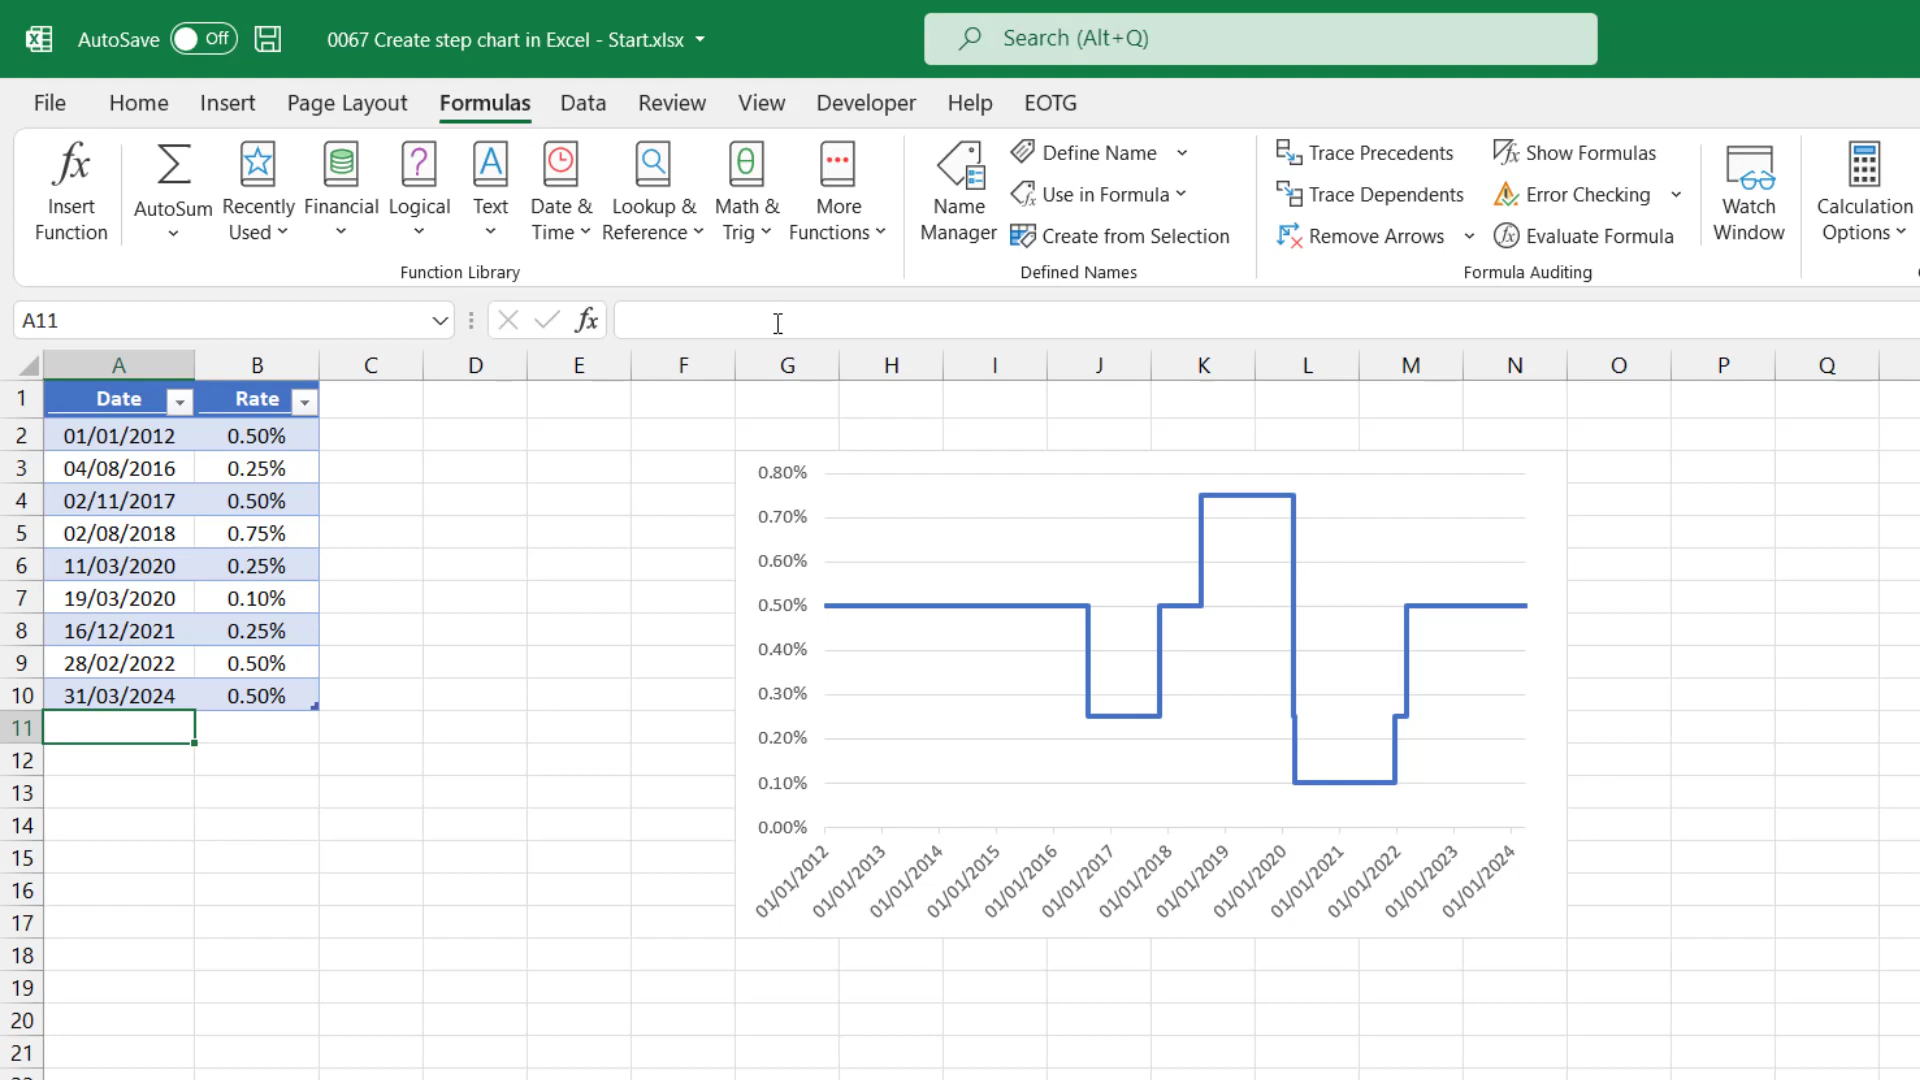 AutoSave Off 0067 Create step chart in Excel - Start.xlsx Search (Alt+Q)
File Home Insert Page Layout Formulas Data Review View Developer Help EOTG
fx Insert Function
AutoSum
Recently Used
Financial
Logical
Text
Date & Time
Lookup & Reference
Math & Trig
More Functions
Function Library
Name Manager
Define Name
Use in Formula
Create from Selection
Defined Names
Trace Precedents
Trace Dependents
Remove Arrows
Show Formulas
Error Checking
Evaluate Formula
Formula Auditing
Watch Window
Calculation Options
A11 fx
A B C D E F G H I J K L M N O P Q
1 Date Rate
2 01/01/2012 0.50%
3 04/08/2016 0.25%
4 02/11/2017 0.50%
5 02/08/2018 0.75%
6 11/03/2020 0.25%
7 19/03/2020 0.10%
8 16/12/2021 0.25%
9 28/02/2022 0.50%
10 31/03/2024 0.50%
11
12
13
14
15
16
17
18
19
20
21
0.80%
0.70%
0.60%
0.50%
0.40%
0.30%
0.20%
0.10%
0.00%
01/01/2012 01/01/2013 01/01/2014 01/01/2015 01/01/2016 01/01/2017 01/01/2018 01/01/2019 01/01/2020 01/01/2021 01/01/2022 01/01/2023 01/01/2024